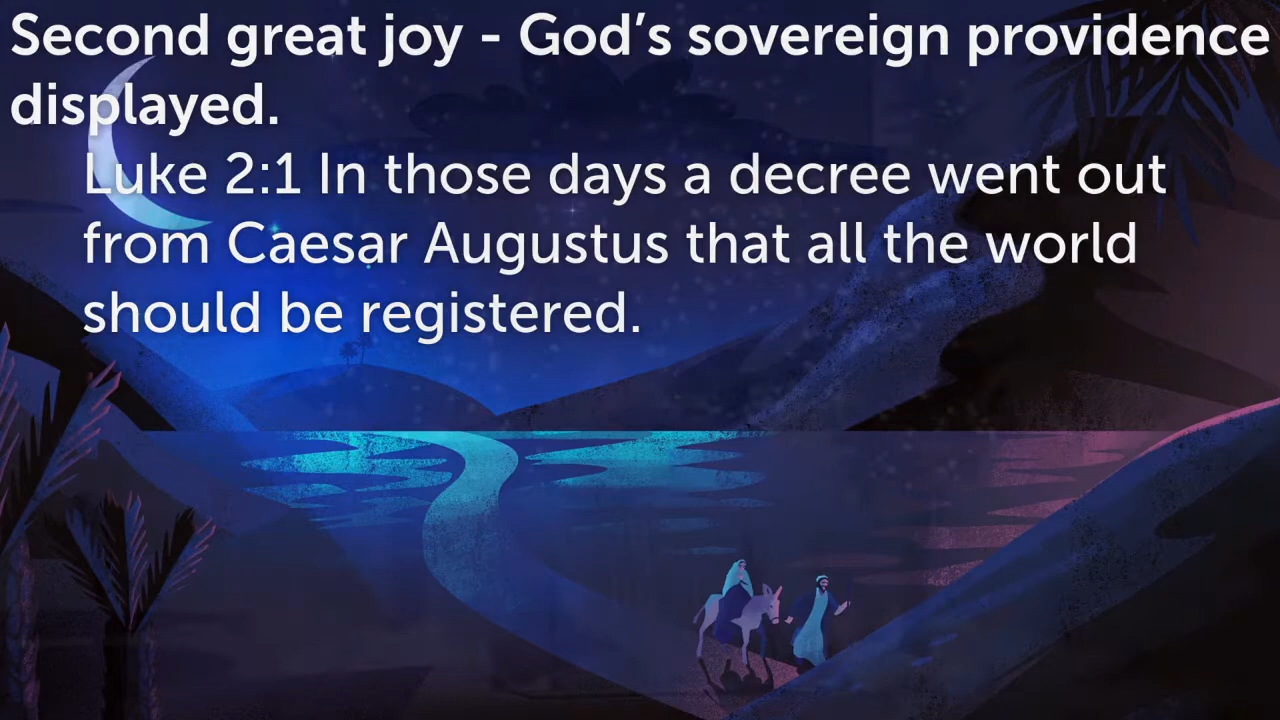 Second great joy - God’s sovereign providence
displayed.
Luke 2:1 In those days a decree went out
from Caesar Augustus that all the world
should be registered.